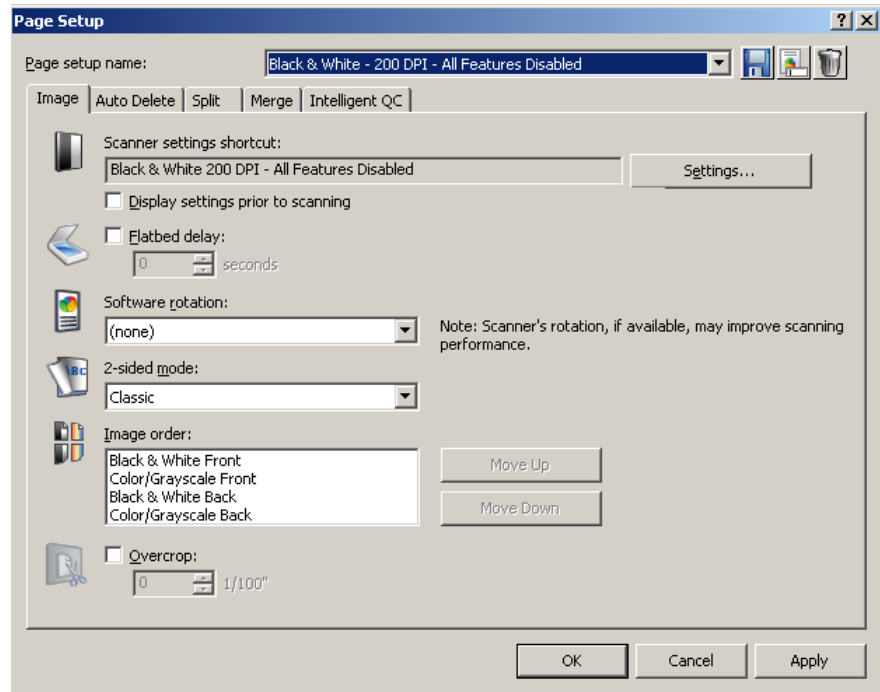 Page Setup
Page setup name:
Black & White - 200 DPI - All Features Disabled
Image
Auto Delete
Split
Merge
Intelligent QC
Scanner settings shortcut:
Black & White 200 DPI - All Features Disabled
Settings...
Display settings prior to scanning
Flatbed delay:
0
seconds
Software rotation:
(none)
Note: Scanner's rotation, if available, may improve scanning
performance.
ABC
2-sided mode:
Classic
Image order:
Black & White Front
Color/Grayscale Front
Black & White Back
Color/Grayscale Back
Move Up
Move Down
Overcrop:
0
1/100"
OK
Cancel
Apply